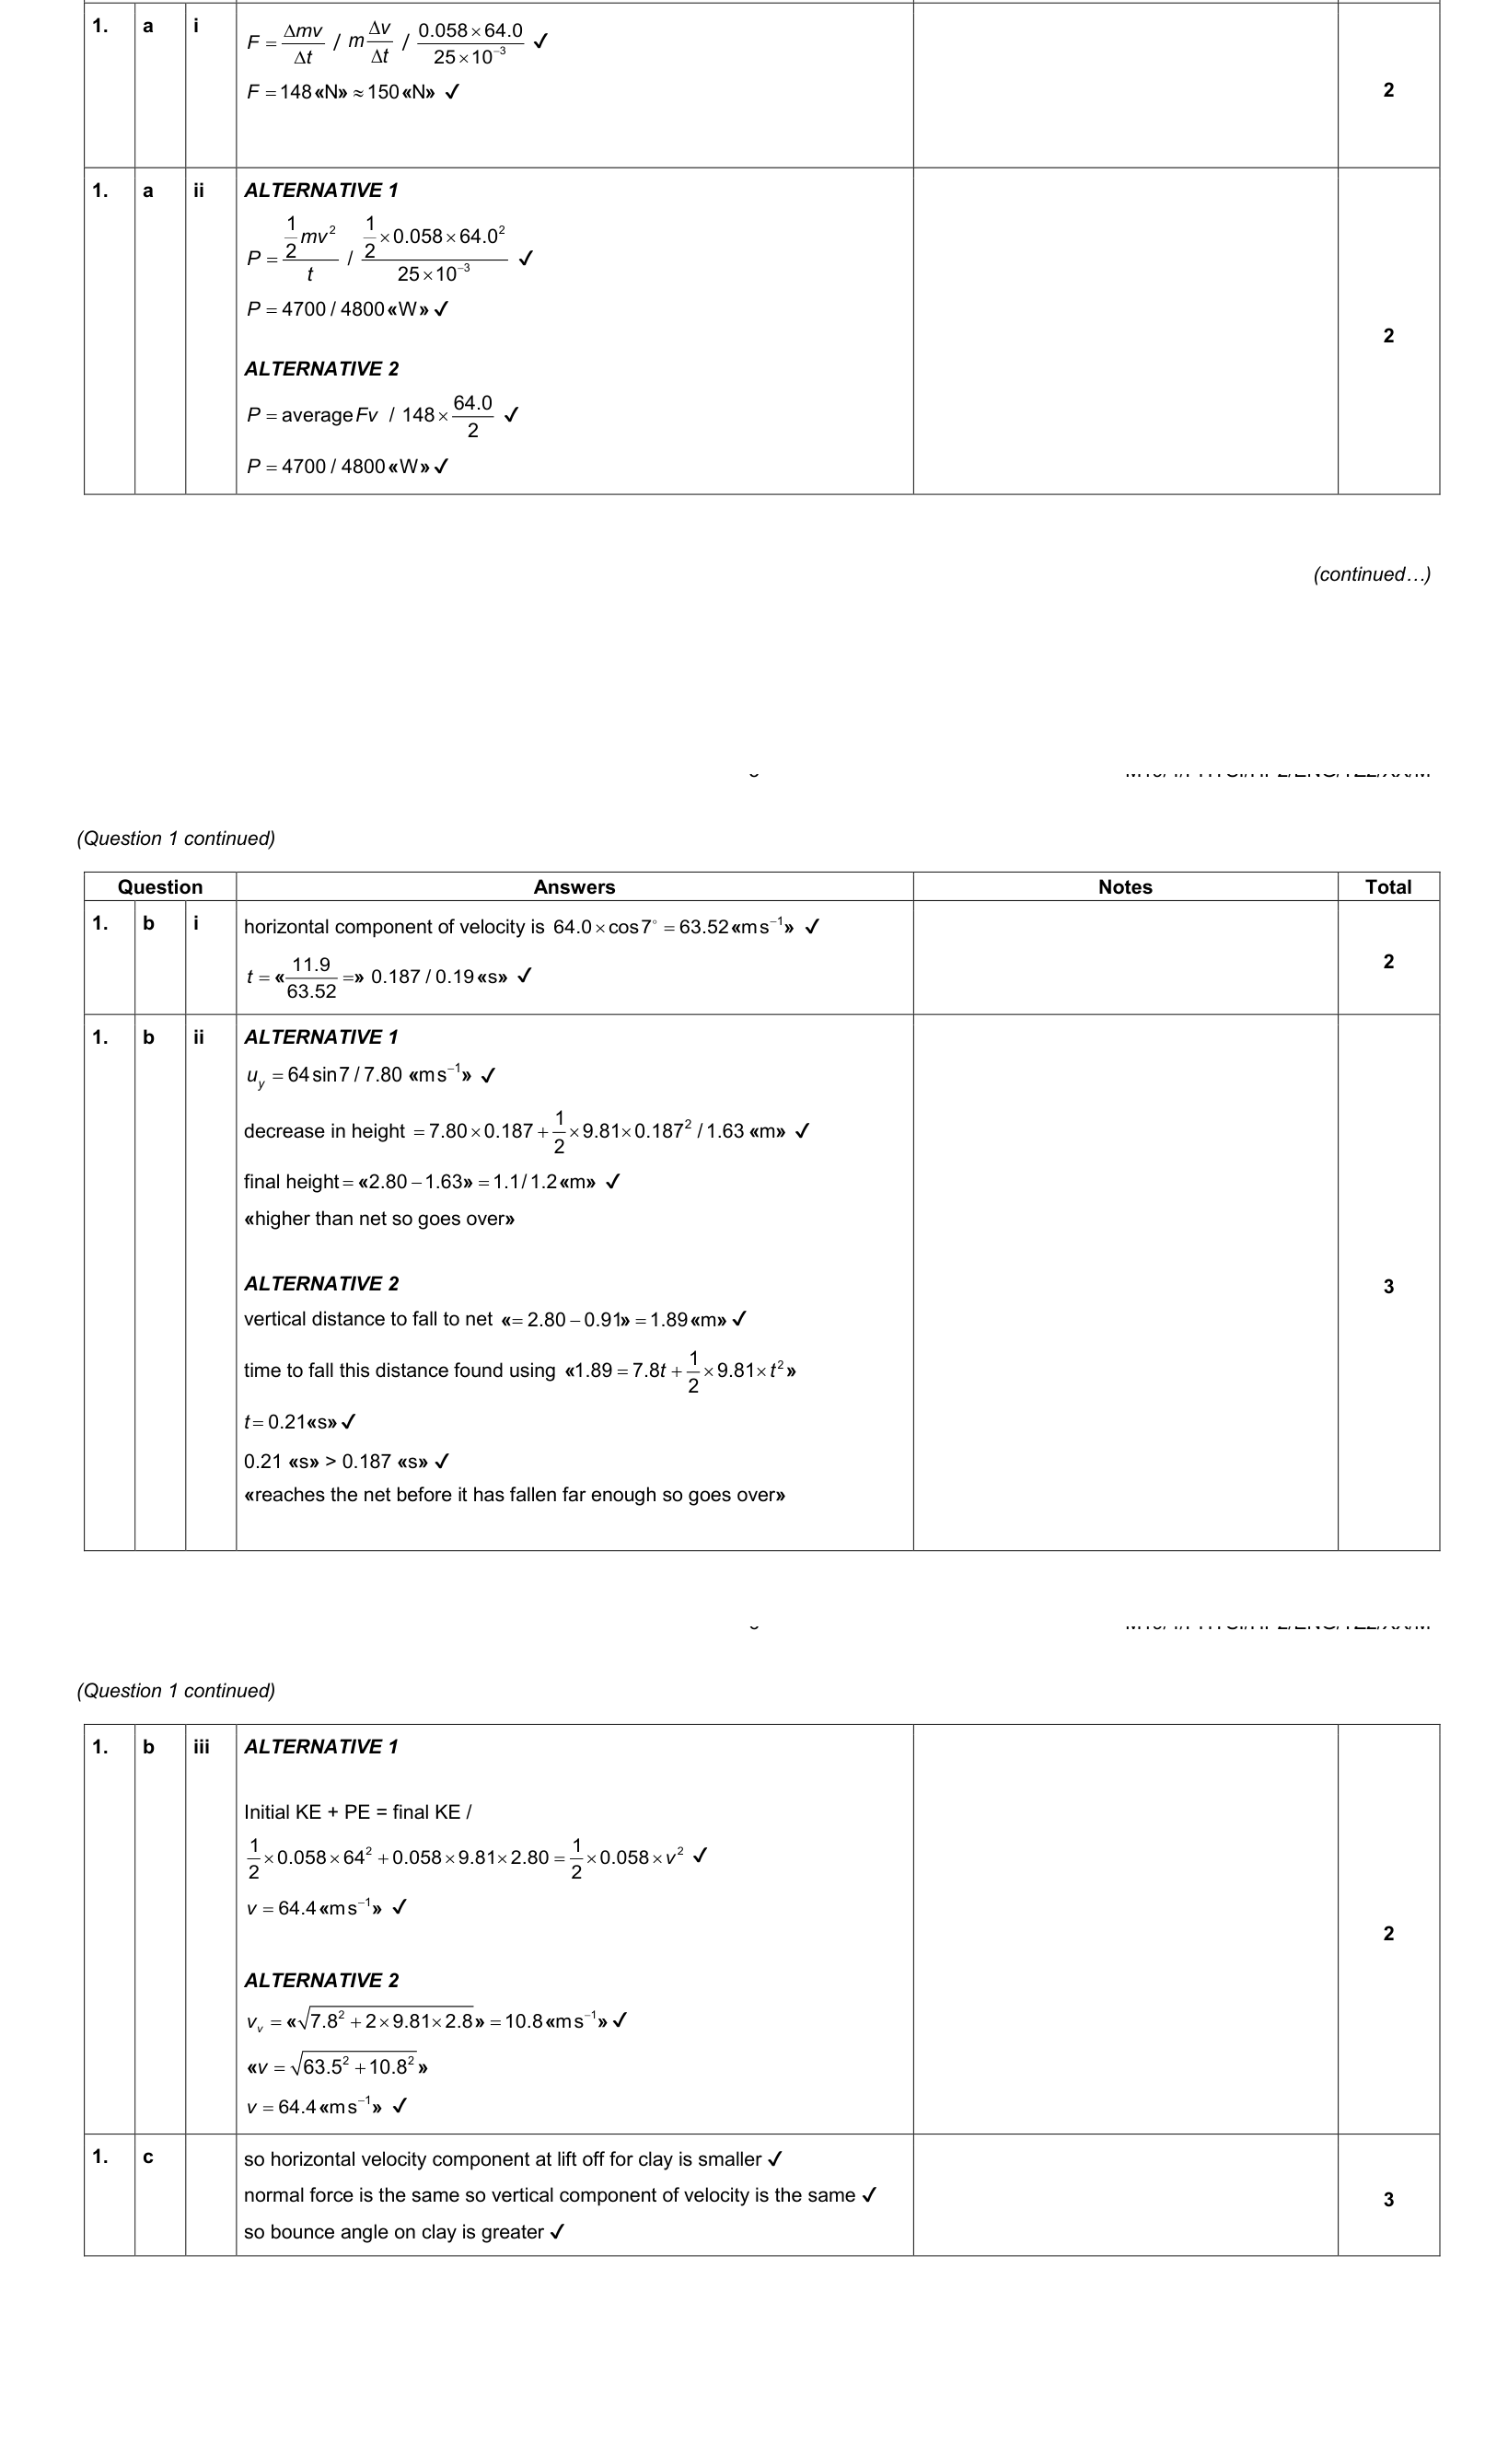 1. a i F = Δmv/Δt / m Δv/Δt / 0.058 × 64.0/25 × 10⁻³ ✓
F = 148 «N» ≈ 150 «N» ✓
2
1. a ii ALTERNATIVE 1
P = ½mv²/t / ½ × 0.058 × 64.0²/25 × 10⁻³ ✓
P = 4700 / 4800 «W» ✓
2
ALTERNATIVE 2
P = average Fv / 148 × 64.0/2 ✓
P = 4700 / 4800 «W» ✓
(continued…)
(Question 1 continued)
Question Answers Notes Total
1. b i horizontal component of velocity is 64.0 × cos7° = 63.52 «m s⁻¹» ✓
t = «11.9/63.52 =» 0.187 / 0.19 «s» ✓
2
1. b ii ALTERNATIVE 1
u_y = 64 sin7 / 7.80 «m s⁻¹» ✓
decrease in height = 7.80 × 0.187 + ½ × 9.81 × 0.187² / 1.63 «m» ✓
final height = «2.80 − 1.63» = 1.1 / 1.2 «m» ✓
«higher than net so goes over»
ALTERNATIVE 2
3
vertical distance to fall to net «= 2.80 − 0.91» = 1.89 «m» ✓
time to fall this distance found using «1.89 = 7.8t + ½ × 9.81 × t²»
t = 0.21 «s» ✓
0.21 «s» > 0.187 «s» ✓
«reaches the net before it has fallen far enough so goes over»
(Question 1 continued)
1. b iii ALTERNATIVE 1
Initial KE + PE = final KE /
½ × 0.058 × 64² + 0.058 × 9.81 × 2.80 = ½ × 0.058 × v² ✓
v = 64.4 «m s⁻¹» ✓
2
ALTERNATIVE 2
v_v = «√(7.8² + 2 × 9.81 × 2.8)» = 10.8 «m s⁻¹» ✓
«v = √(63.5² + 10.8²)»
v = 64.4 «m s⁻¹» ✓
1. c so horizontal velocity component at lift off for clay is smaller ✓
normal force is the same so vertical component of velocity is the same ✓
3
so bounce angle on clay is greater ✓